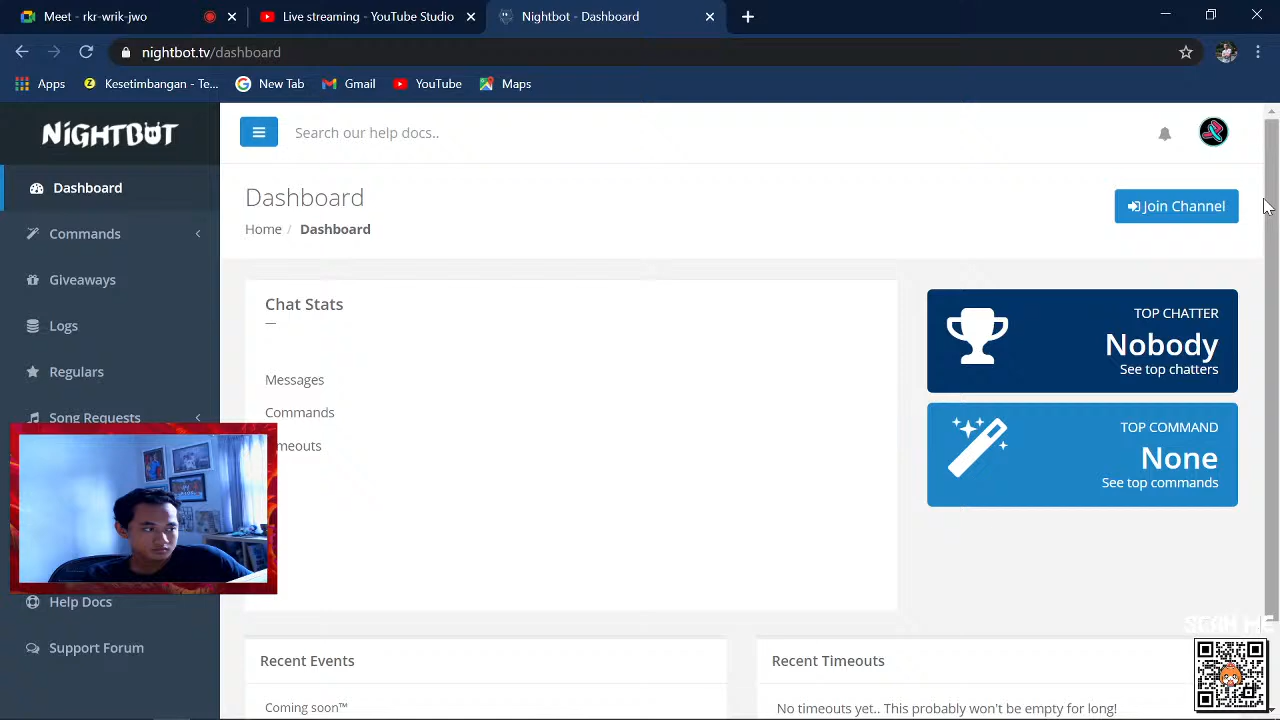 Meet - rkr-wrik-jwo
Live streaming - YouTube Studio
Nightbot - Dashboard
nightbot.tv/dashboard
Apps
Kesetimbangan - Te...
New Tab
Gmail
YouTube
Maps
NIGHTBOT
Search our help docs..
Dashboard
Commands
Giveaways
Logs
Regulars
Song Requests
Help Docs
Support Forum
Dashboard
Home / Dashboard
Join Channel
Chat Stats
Messages
Commands
meouts
TOP CHATTER
Nobody
See top chatters
TOP COMMAND
None
See top commands
Recent Events
Coming soon™
Recent Timeouts
No timeouts yet.. This probably won't be empty for long!
SCAN ME